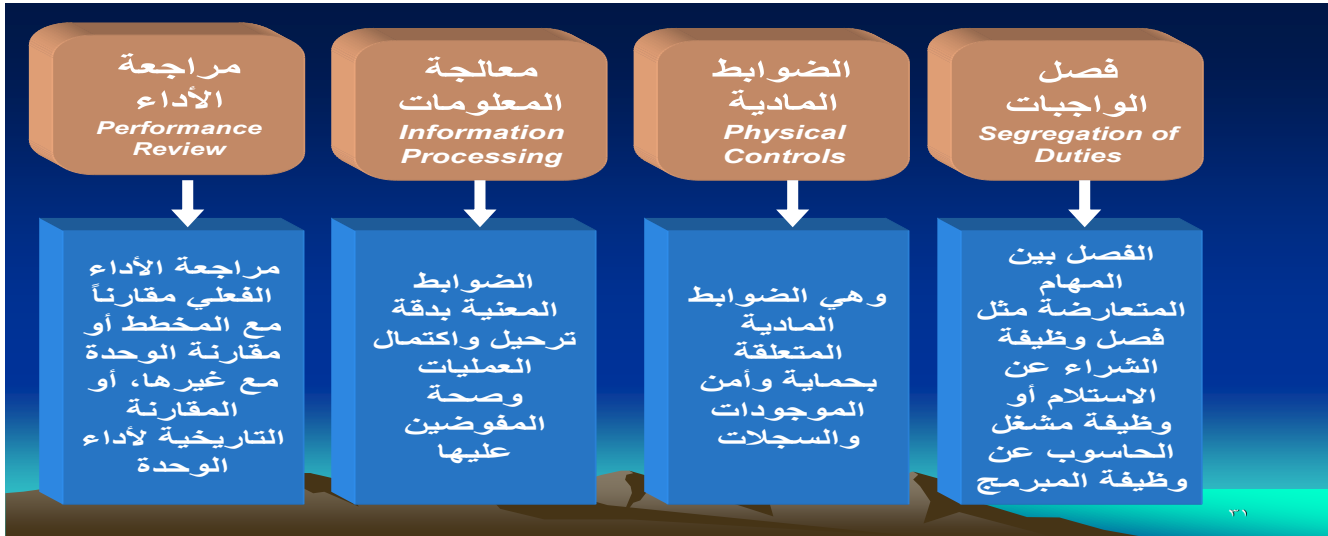 فصل
الواجبات
Segregation of
Duties
الضوابط
المادية
Physical
Controls
معالجة
المعلومات
Information
Processing
مراجعة
الأداء
Performance
Review
الفصل بين
المهام
المتعارضة مثل
فصل وظيفة
الشراء عن
الاستلام أو
وظيفة مشغل
الحاسوب عن
وظيفة المبرمج
وهي الضوابط
المادية
المتعلقة
بحماية وأمن
الموجودات
والسجلات
الضوابط
المعنية بدقة
ترحيل واكتمال
العمليات
وصحة
المفوضين
عليها
مراجعة الأداء
الفعلي مقارناً
مع المخطط أو
مقارنة الوحدة
مع غيرها، أو
المقارنة
التاريخية لأداء
الوحدة
٣١